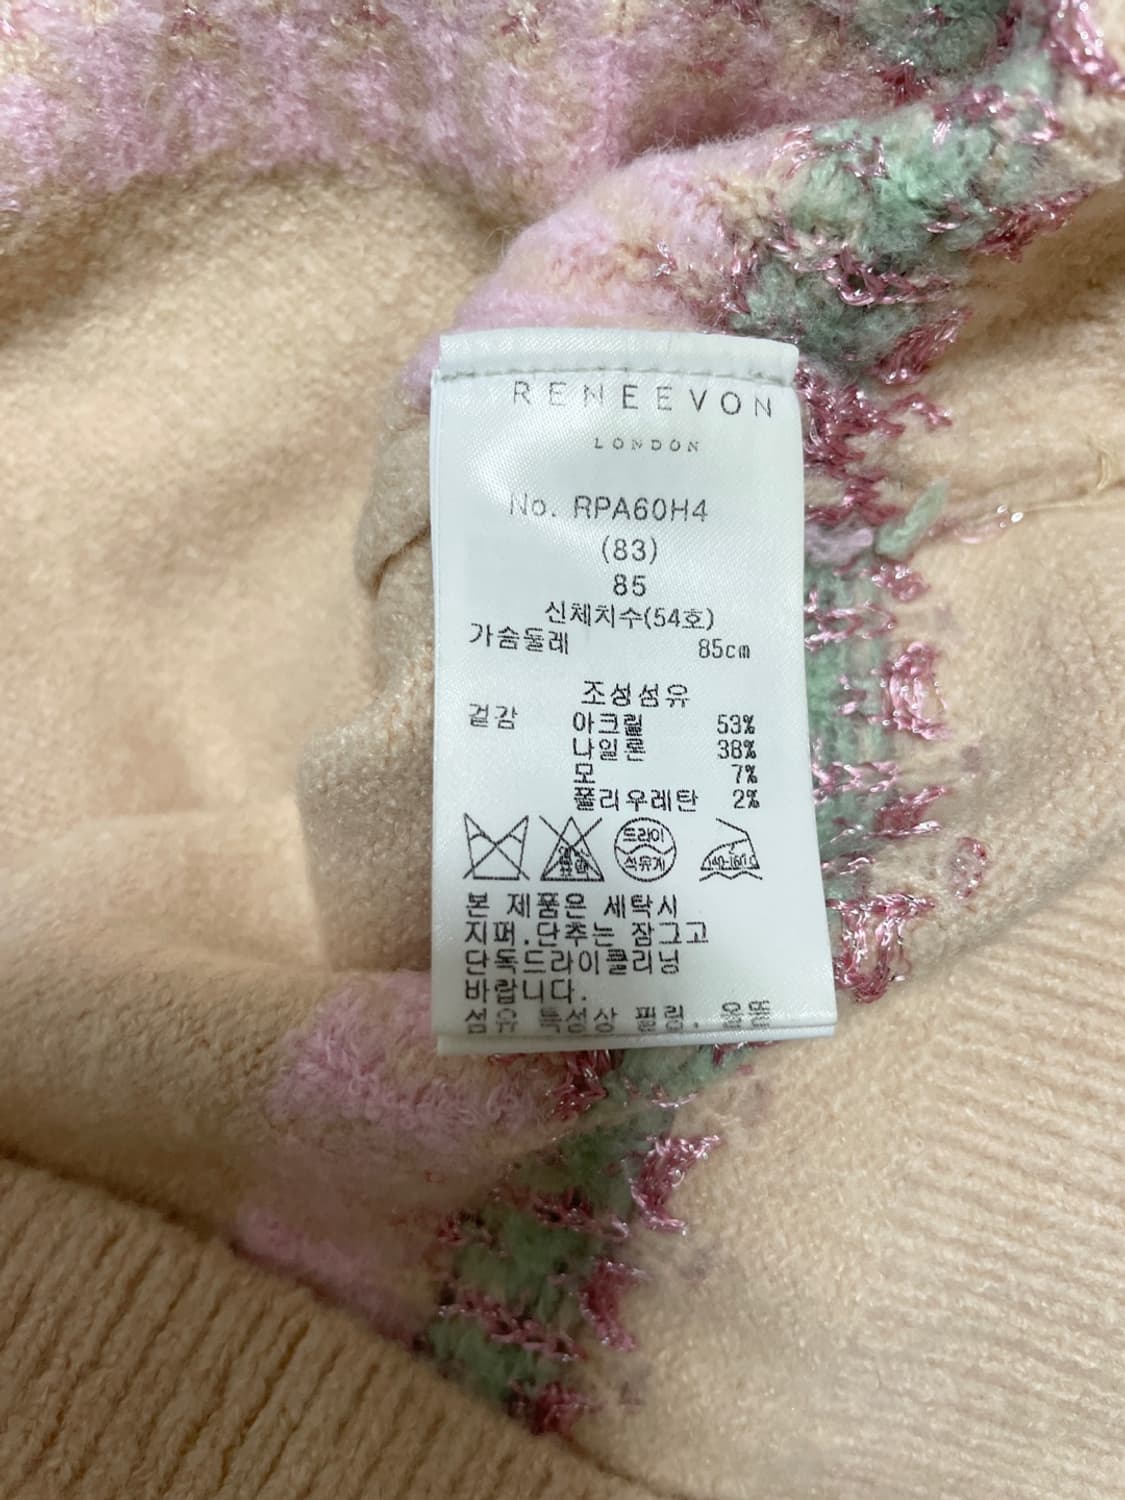 RENEEVON
LONDON
No. RPA60H4
(83)
85
신체치수(54호)
가슴둘레 85cm
조성섬유
겉감 아크릴 53%
나일론 38%
모 7%
폴리우레탄 2%
드라이
석유계
본 제품은 세탁시
지퍼.단추는 잠그고
단독드라이클리닝
바랍니다.
섬유 특성상 필링, 올뜯